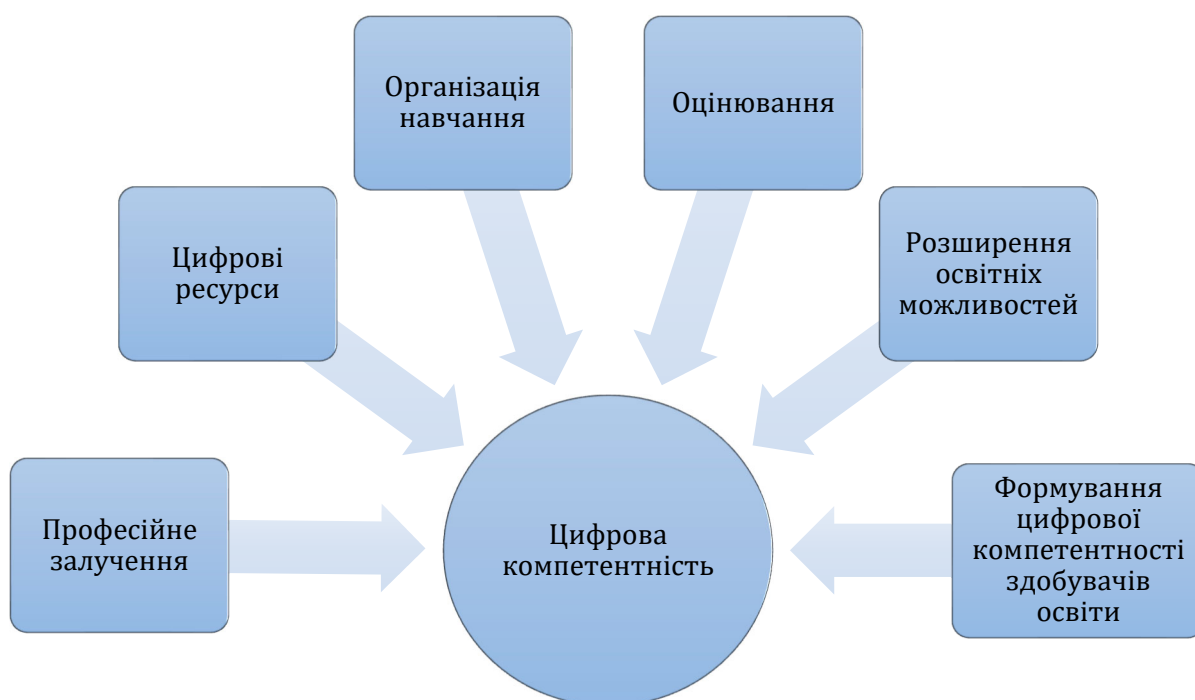 Організація
навчання
Оцінювання
Цифрові
ресурси
Розширення
освітніх
можливостей
Професійне
залучення
Цифрова
компетентність
Формування
цифрової
компетентності
здобувачів
освіти